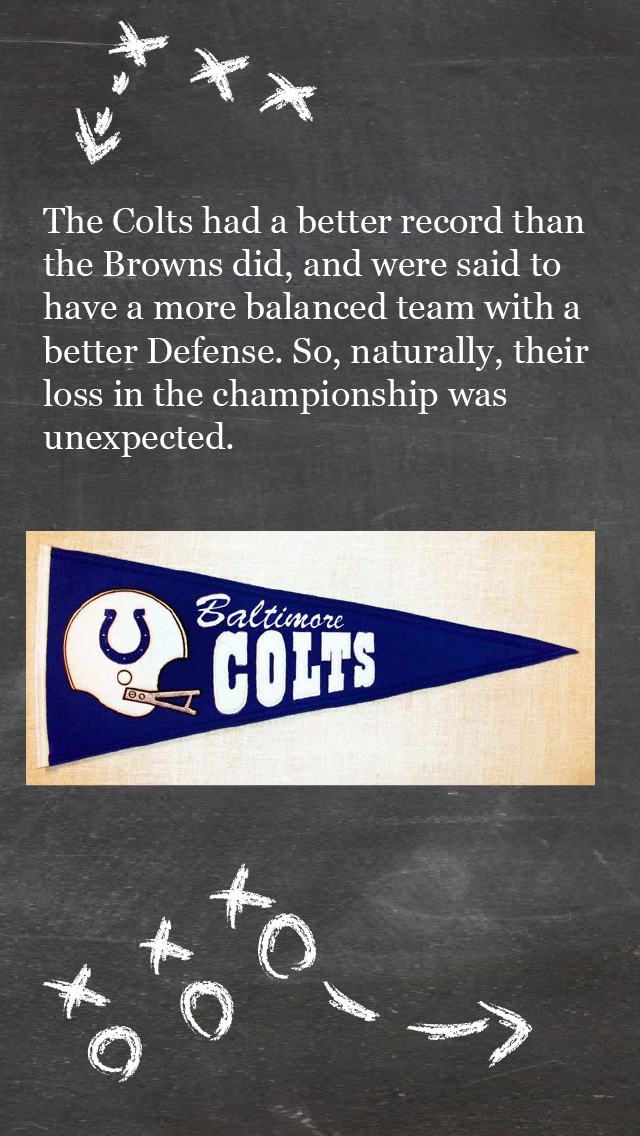 The Colts had a better record than
the Browns did, and were said to
have a more balanced team with a
better Defense. So, naturally, their
loss in the championship was
unexpected.
Baltimore
COLTS